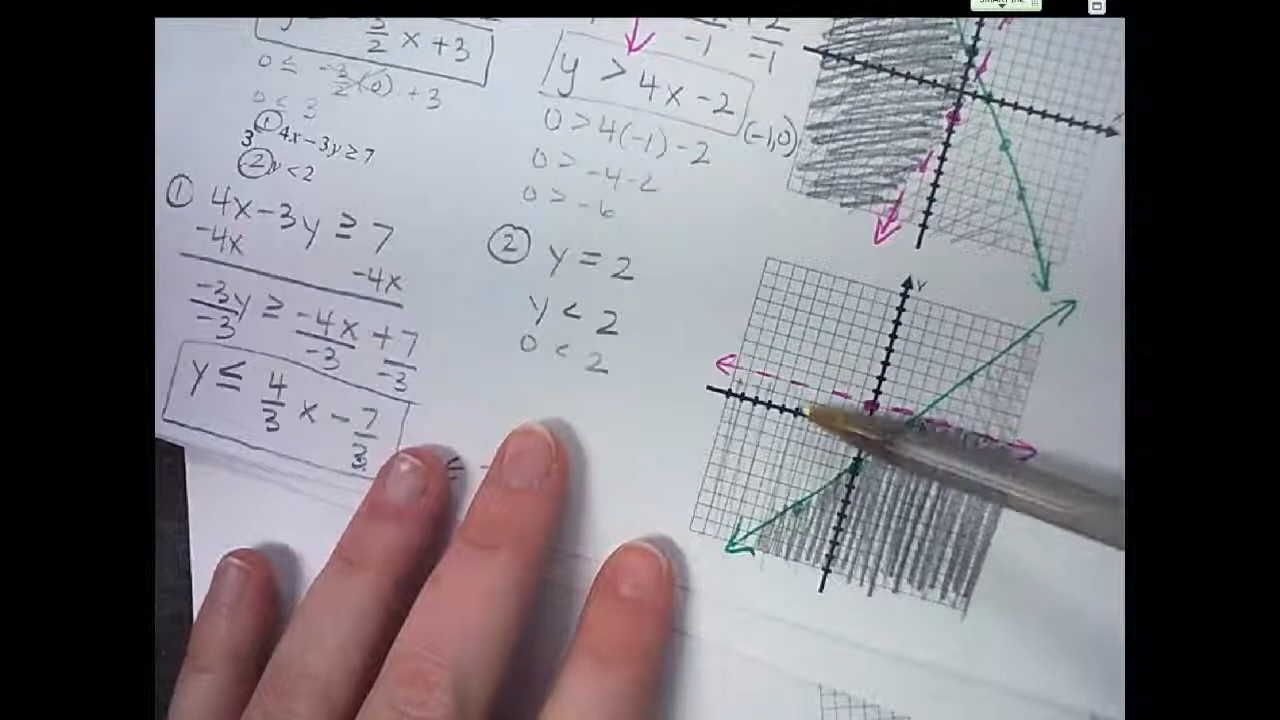 3/2 x + 3
0 ≤ -3/2 (0) + 3
0 ≤ 3
3 ① 4x - 3y ≥ 7
② y < 2
① 4x - 3y ≥ 7
-4x -4x
-3y/-3 ≥ -4x/-3 + 7/-3
y ≤ 4/3 x - 7/3
-1 -1
y > 4x - 2
0 > 4(-1) - 2 (-1,0)
0 > -4 - 2
0 > -6
② y = 2
y < 2
0 < 2
≤
y